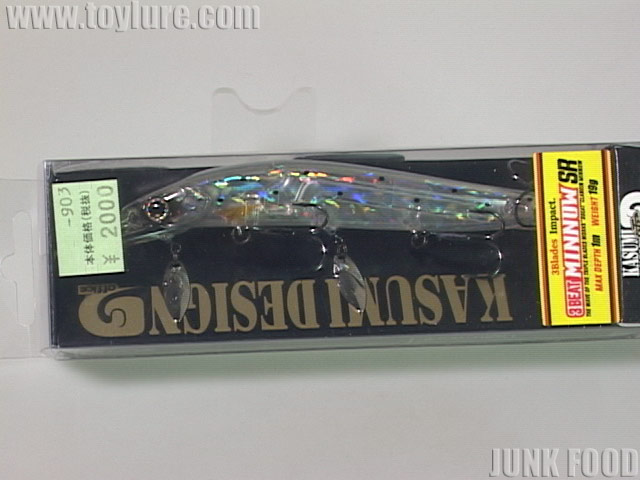 www.toylure.com
-903
本体価格(税抜)
¥ 2000
office
KASUMI DESIGN
3Blades Impact.
3BEAT MINNOW SR
MAX DEPTH 1m WEIGHT 19g
KASUMI
JUNK FOOD